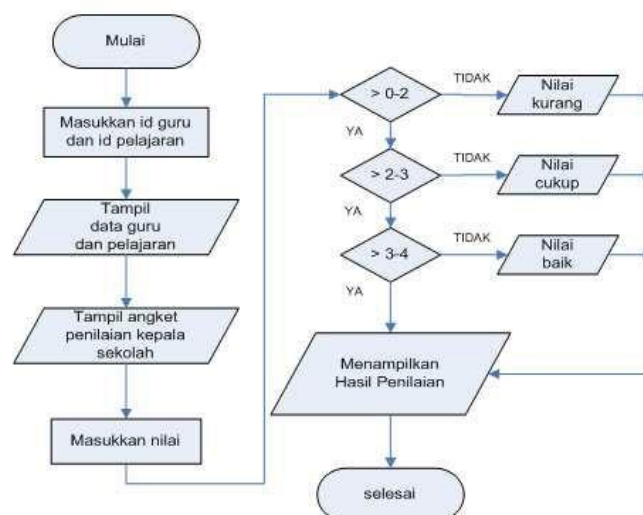 Mulai
Masukkan id guru
dan id pelajaran
Tampil
data guru
dan pelajaran
Tampil angket
penilaian kepala
sekolah
Masukkan nilai
> 0-2
TIDAK
Nilai
kurang
YA
> 2-3
TIDAK
Nilai
cukup
YA
> 3-4
TIDAK
Nilai
baik
YA
Menampilkan
Hasil Penilaian
selesai